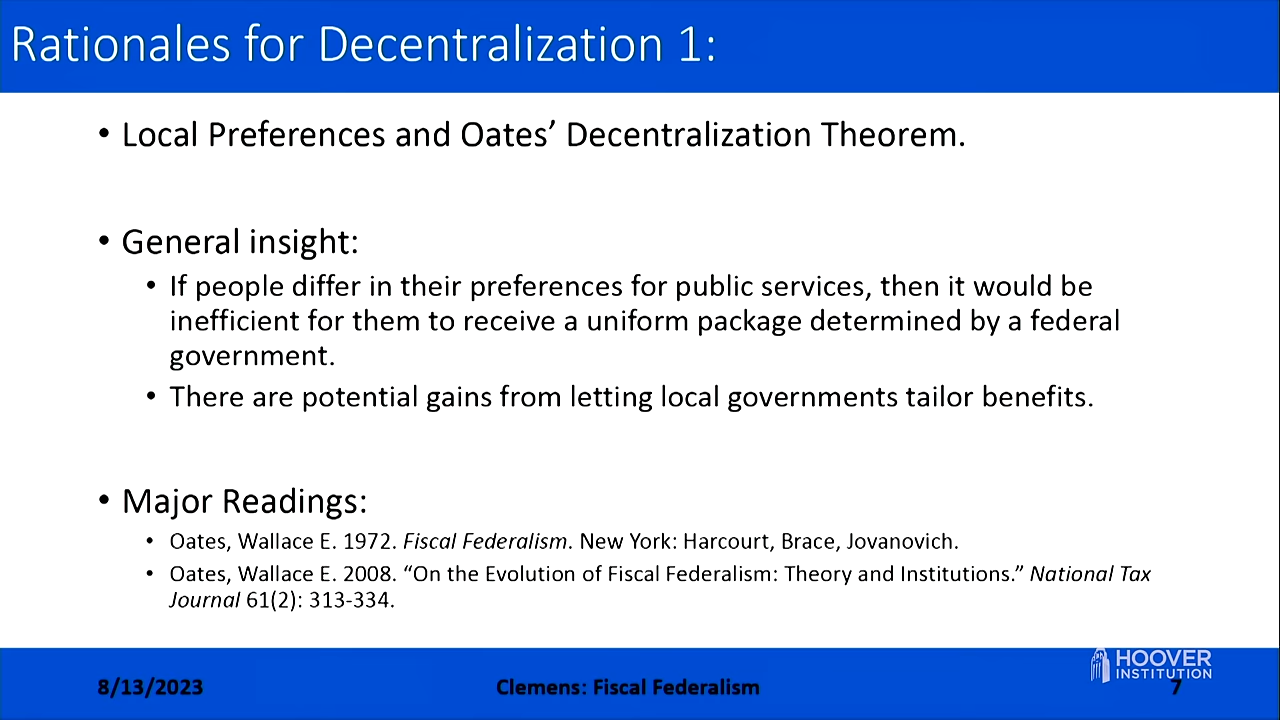 Rationales for Decentralization 1:
• Local Preferences and Oates’ Decentralization Theorem.
• General insight:
• If people differ in their preferences for public services, then it would be
inefficient for them to receive a uniform package determined by a federal
government.
• There are potential gains from letting local governments tailor benefits.
• Major Readings:
• Oates, Wallace E. 1972. Fiscal Federalism. New York: Harcourt, Brace, Jovanovich.
• Oates, Wallace E. 2008. “On the Evolution of Fiscal Federalism: Theory and Institutions.” National Tax
Journal 61(2): 313-334.
HOOVER
INSTITUTION
8/13/2023
Clemens: Fiscal Federalism
7